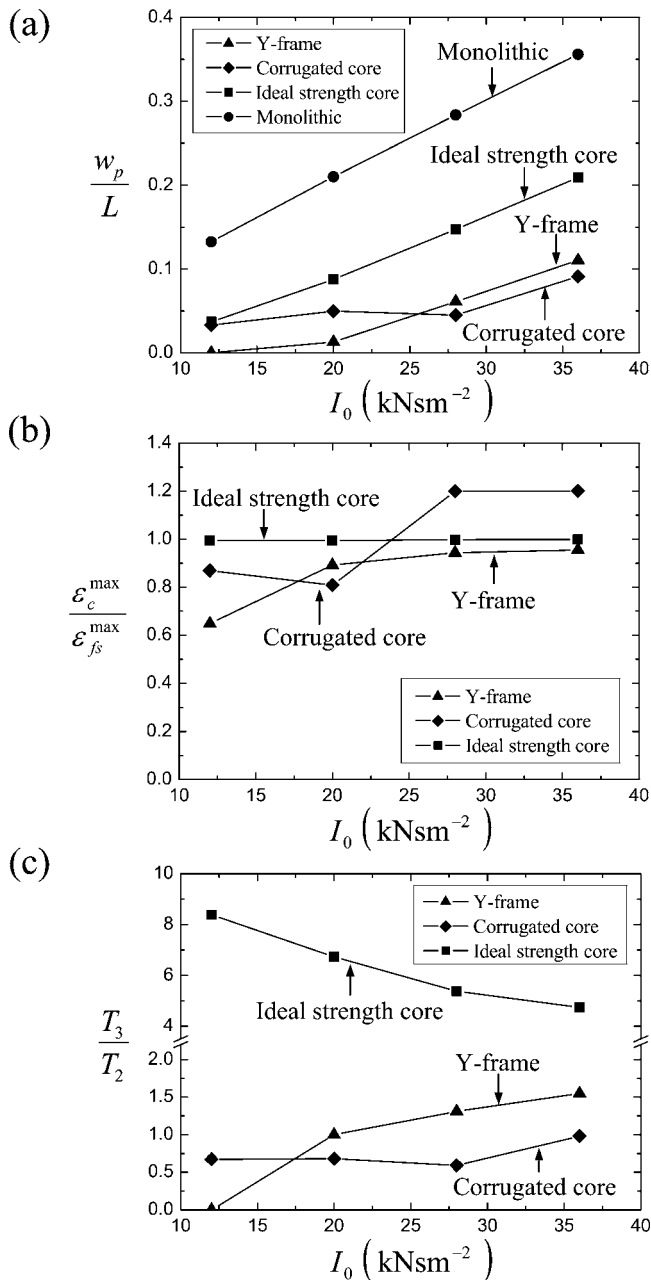 (a)
Y-frame
Corrugated core
Ideal strength core
Monolithic
Monolithic
Ideal strength core
Y-frame
Corrugated core
w_p / L
0.4
0.3
0.2
0.1
0.0
10 15 20 25 30 35 40
I_0 (kNsm^−2)
(b)
1.4
1.2
1.0
0.8
0.6
0.4
0.2
0.0
Ideal strength core
Y-frame
Corrugated core
ε_c^max / ε_fs^max
Y-frame
Corrugated core
Ideal strength core
10 15 20 25 30 35 40
I_0 (kNsm^−2)
(c)
10
8
6
4
2.0
1.5
1.0
0.5
0.0
Y-frame
Corrugated core
Ideal strength core
Ideal strength core
T_3 / T_2
Y-frame
Corrugated core
10 15 20 25 30 35 40
I_0 (kNsm^−2)